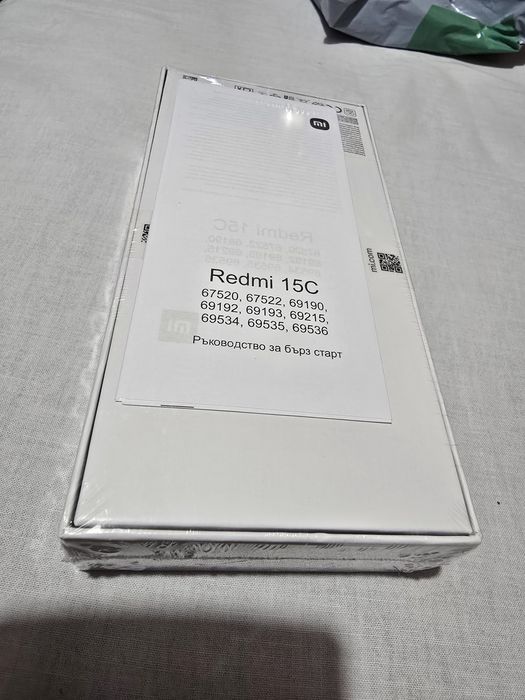 mi
mi.com
Redmi 15C
67520, 67522, 69190,
69192, 69193, 69215,
69534, 69535, 69536
Ръководство за бърз старт